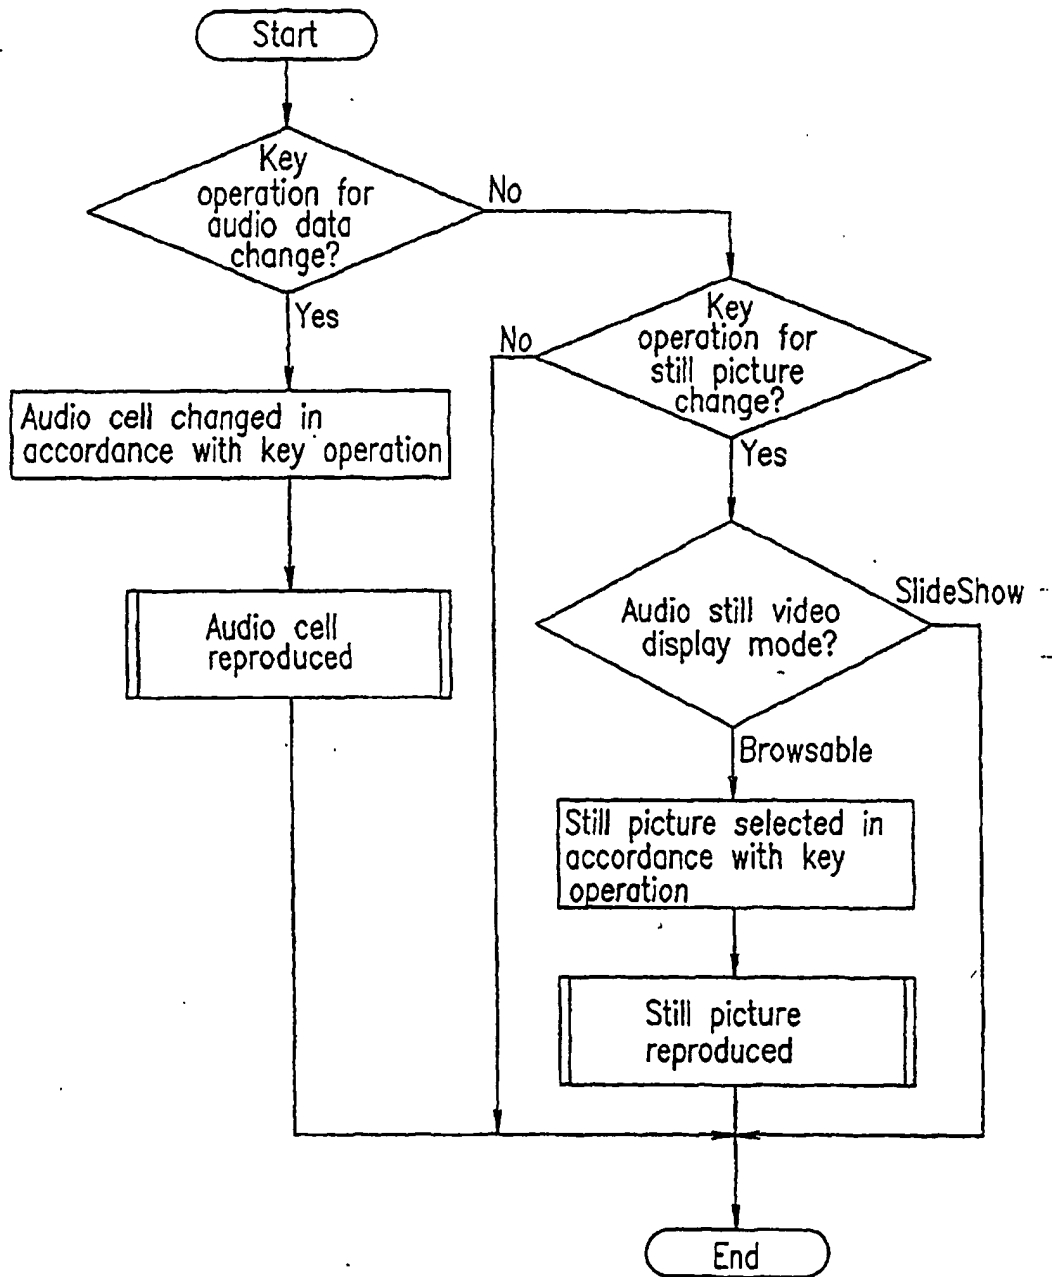 Start
Key
operation for
audio data
change?
No
Yes
Key
operation for
still picture
change?
No
Yes
Audio cell changed in
accordance with key operation
Audio cell
reproduced
Audio still video
display mode?
SlideShow
Browsable
Still picture selected in
accordance with key
operation
Still picture
reproduced
End